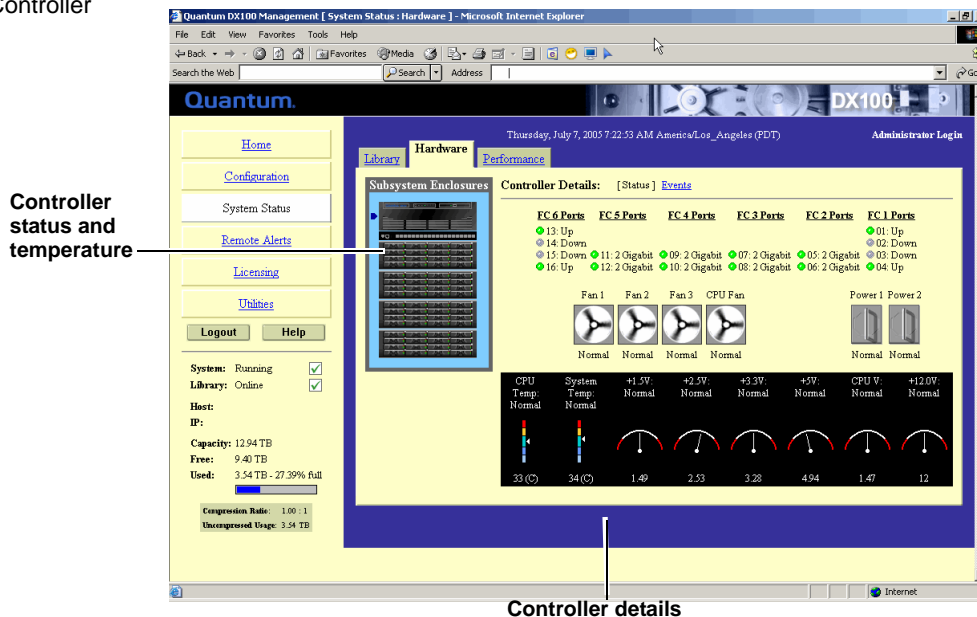 Controller
Quantum DX100 Management [ System Status : Hardware ] - Microsoft Internet Explorer
File Edit View Favorites Tools Help
Back Favorites Media
Search the Web Search Address Go
Quantum. DX100
Thursday, July 7, 2005 7:22:53 AM America/Los_Angeles (PDT) Administrator Login
Home
Configuration
System Status
Remote Alerts
Licensing
Utilities
Logout Help
System: Running
Library: Online
Host:
IP:
Capacity: 12.94 TB
Free: 9.40 TB
Used: 3.54 TB - 27.39% full
Compression Ratio: 1.00 : 1
Uncompressed Usage: 3.54 TB
Library Hardware Performance
Subsystem Enclosures
Controller Details: [Status] Events
FC 6 Ports FC 5 Ports FC 4 Ports FC 3 Ports FC 2 Ports FC 1 Ports
13: Up 01: Up
14: Down 02: Down
15: Down 11: 2 Gigabit 09: 2 Gigabit 07: 2 Gigabit 05: 2 Gigabit 03: Down
16: Up 12: 2 Gigabit 10: 2 Gigabit 08: 2 Gigabit 06: 2 Gigabit 04: Up
Fan 1 Fan 2 Fan 3 CPU Fan Power 1 Power 2
Normal Normal Normal Normal Normal Normal
CPU System +1.5V: +2.5V: +3.3V: +5V: CPU V: +12.0V:
Temp: Temp: Normal Normal Normal Normal Normal Normal
Normal Normal
33 (C) 34 (C) 1.49 2.53 3.28 4.94 1.47 12
Controller
status and
temperature
Internet
Controller details